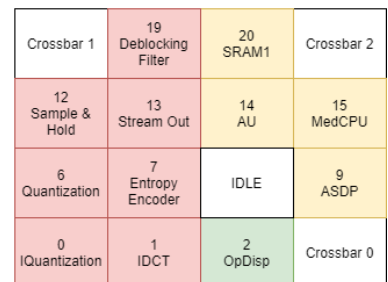 Crossbar 1
19
Deblocking
Filter
20
SRAM1
Crossbar 2
12
Sample &
Hold
13
Stream Out
14
AU
15
MedCPU
6
Quantization
7
Entropy
Encoder
IDLE
9
ASDP
0
IQuantization
1
IDCT
2
OpDisp
Crossbar 0